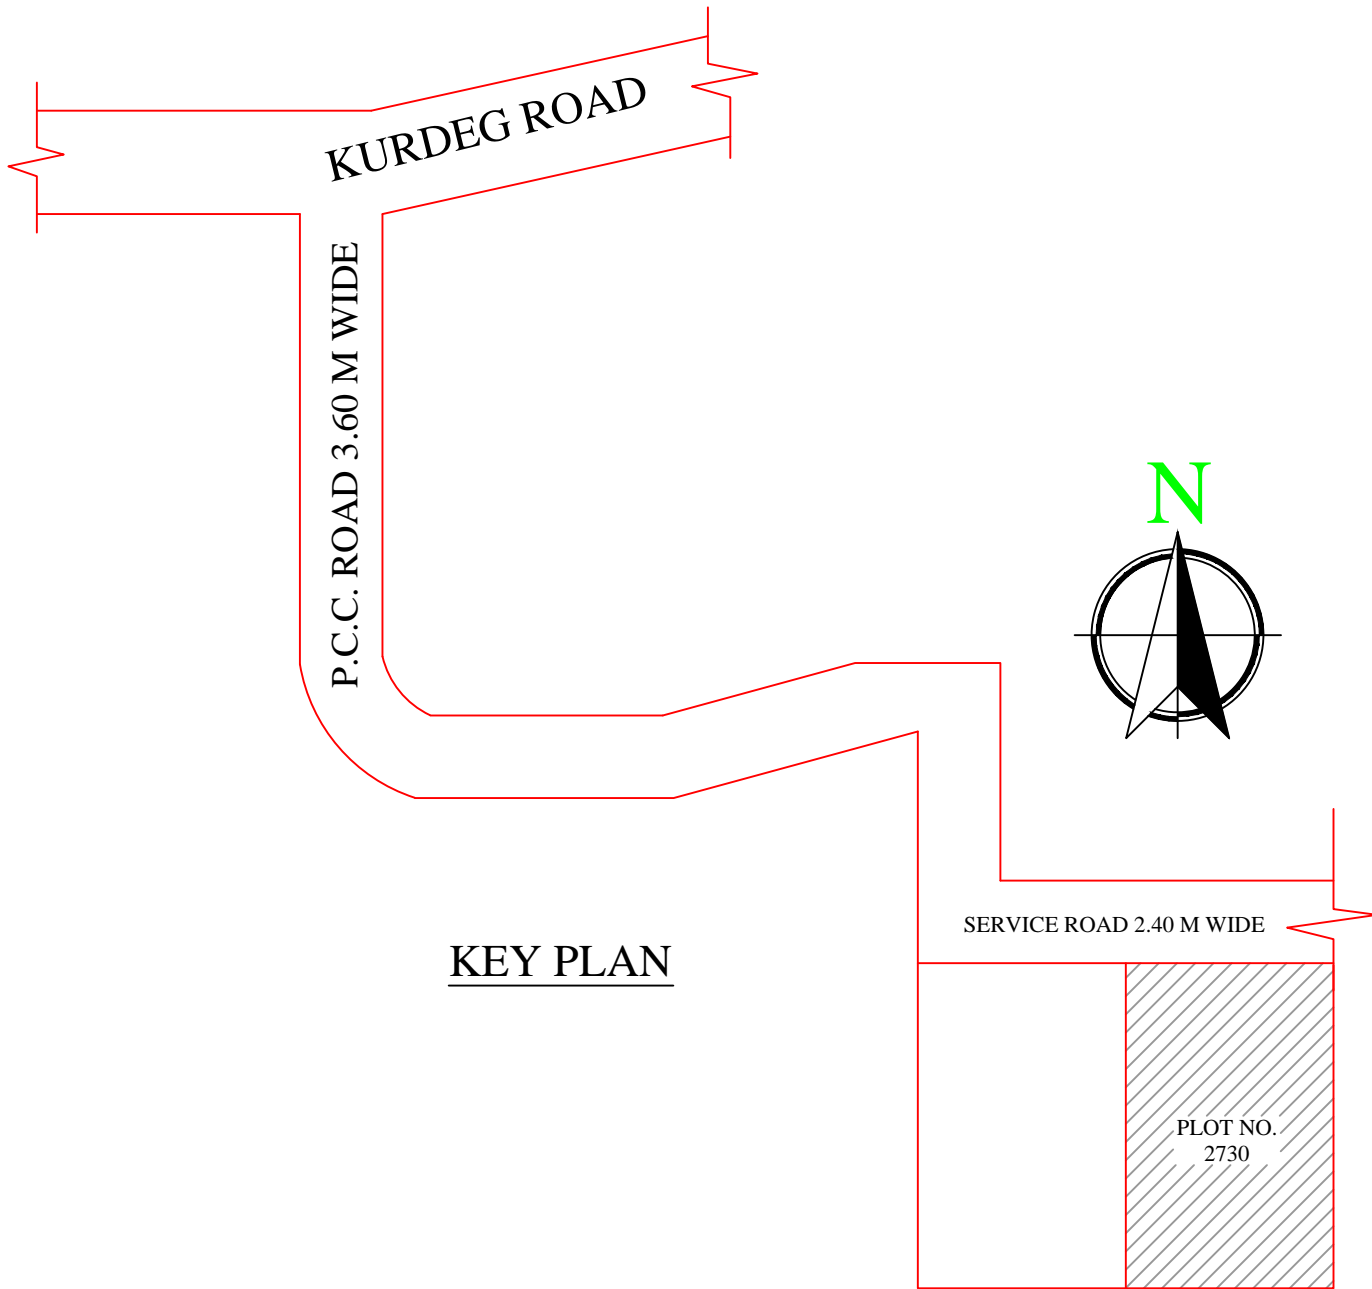 KURDEG ROAD
P.C.C. ROAD 3.60 M WIDE
N
SERVICE ROAD 2.40 M WIDE
KEY PLAN
PLOT NO.
2730